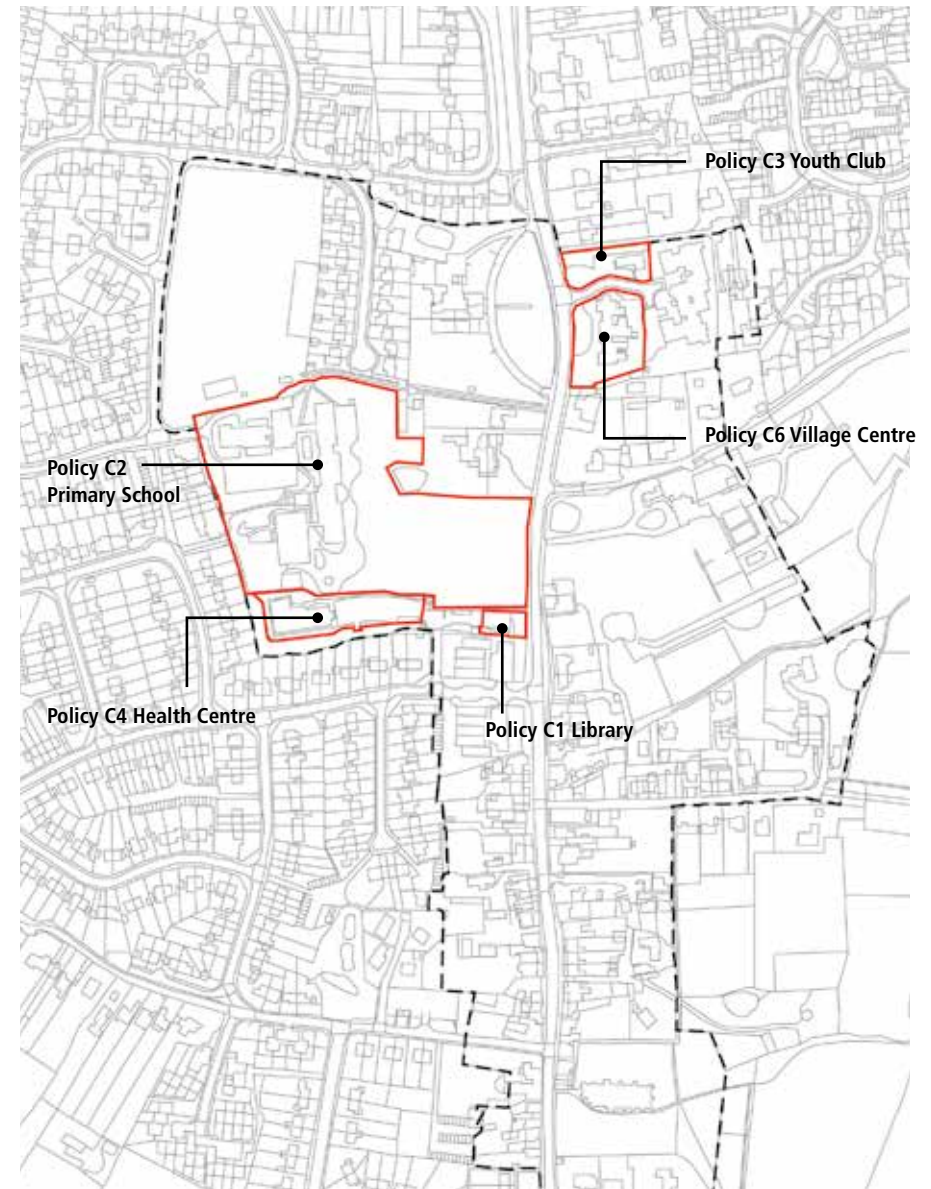 Policy C3 Youth Club
Policy C6 Village Centre
Policy C2
Primary School
Policy C4 Health Centre
Policy C1 Library